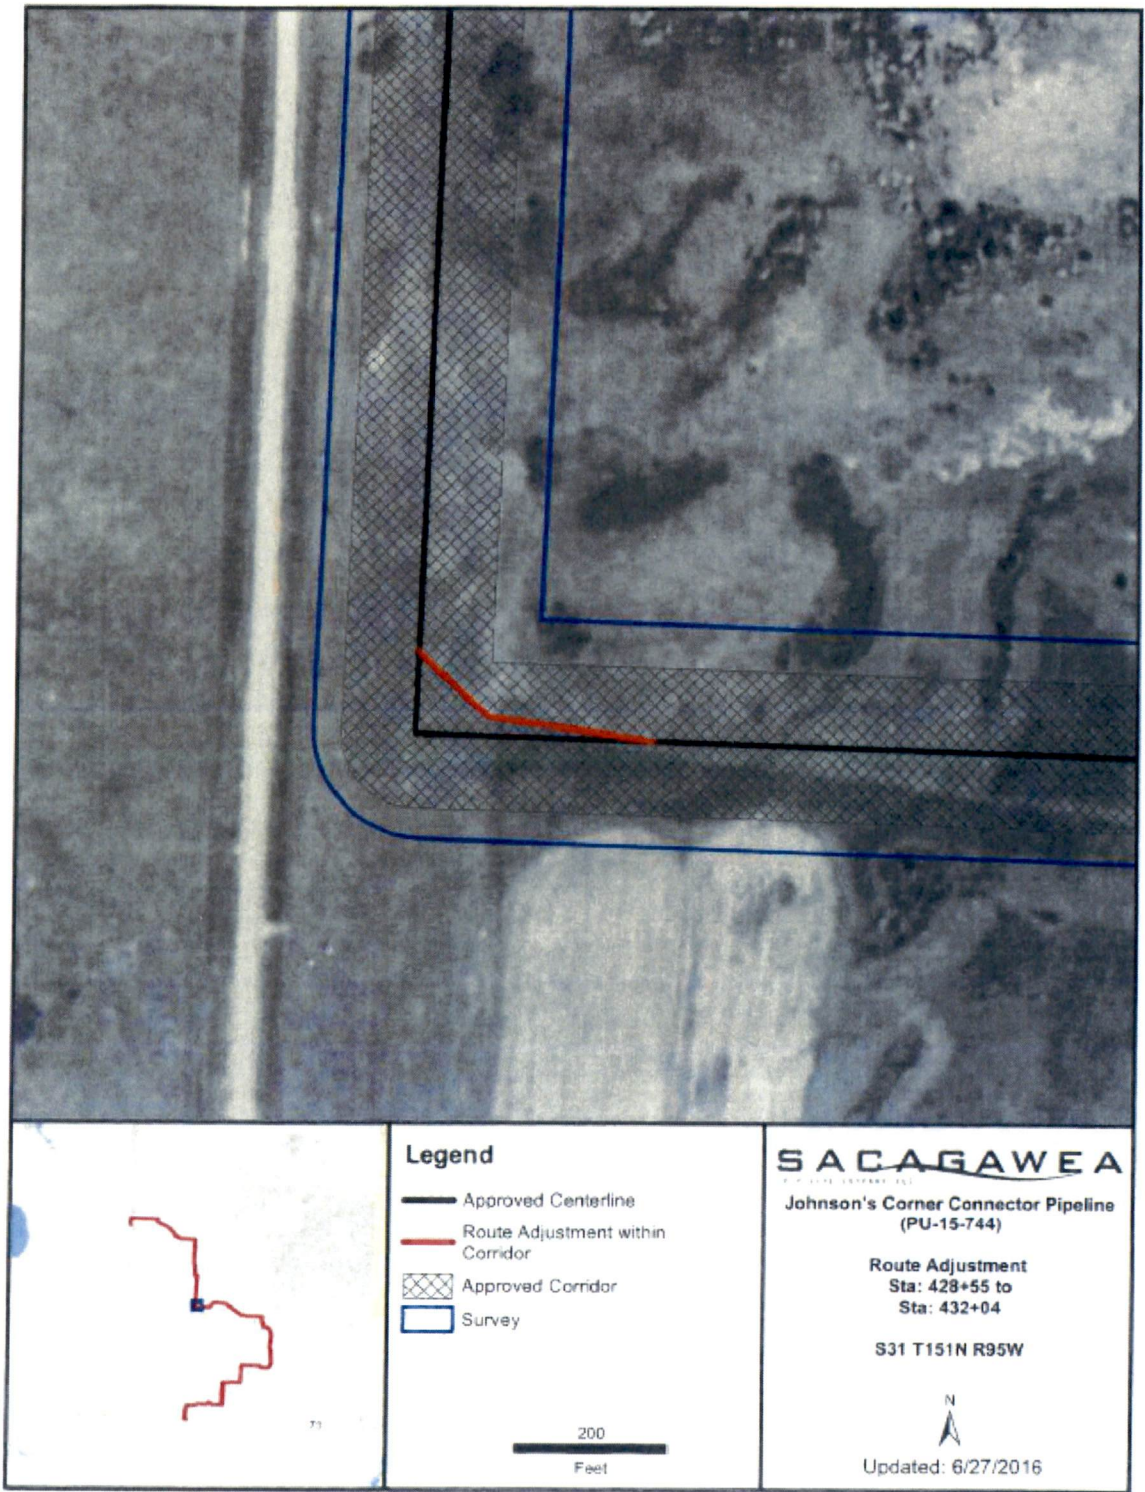 Legend
Approved Centerline
Route Adjustment within
Corridor
Approved Corridor
Survey
200
Feet
SACAGAWEA
Johnson's Corner Connector Pipeline
(PU-15-744)
Route Adjustment
Sta: 428+55 to
Sta: 432+04
S31 T151N R95W
N
Updated: 6/27/2016